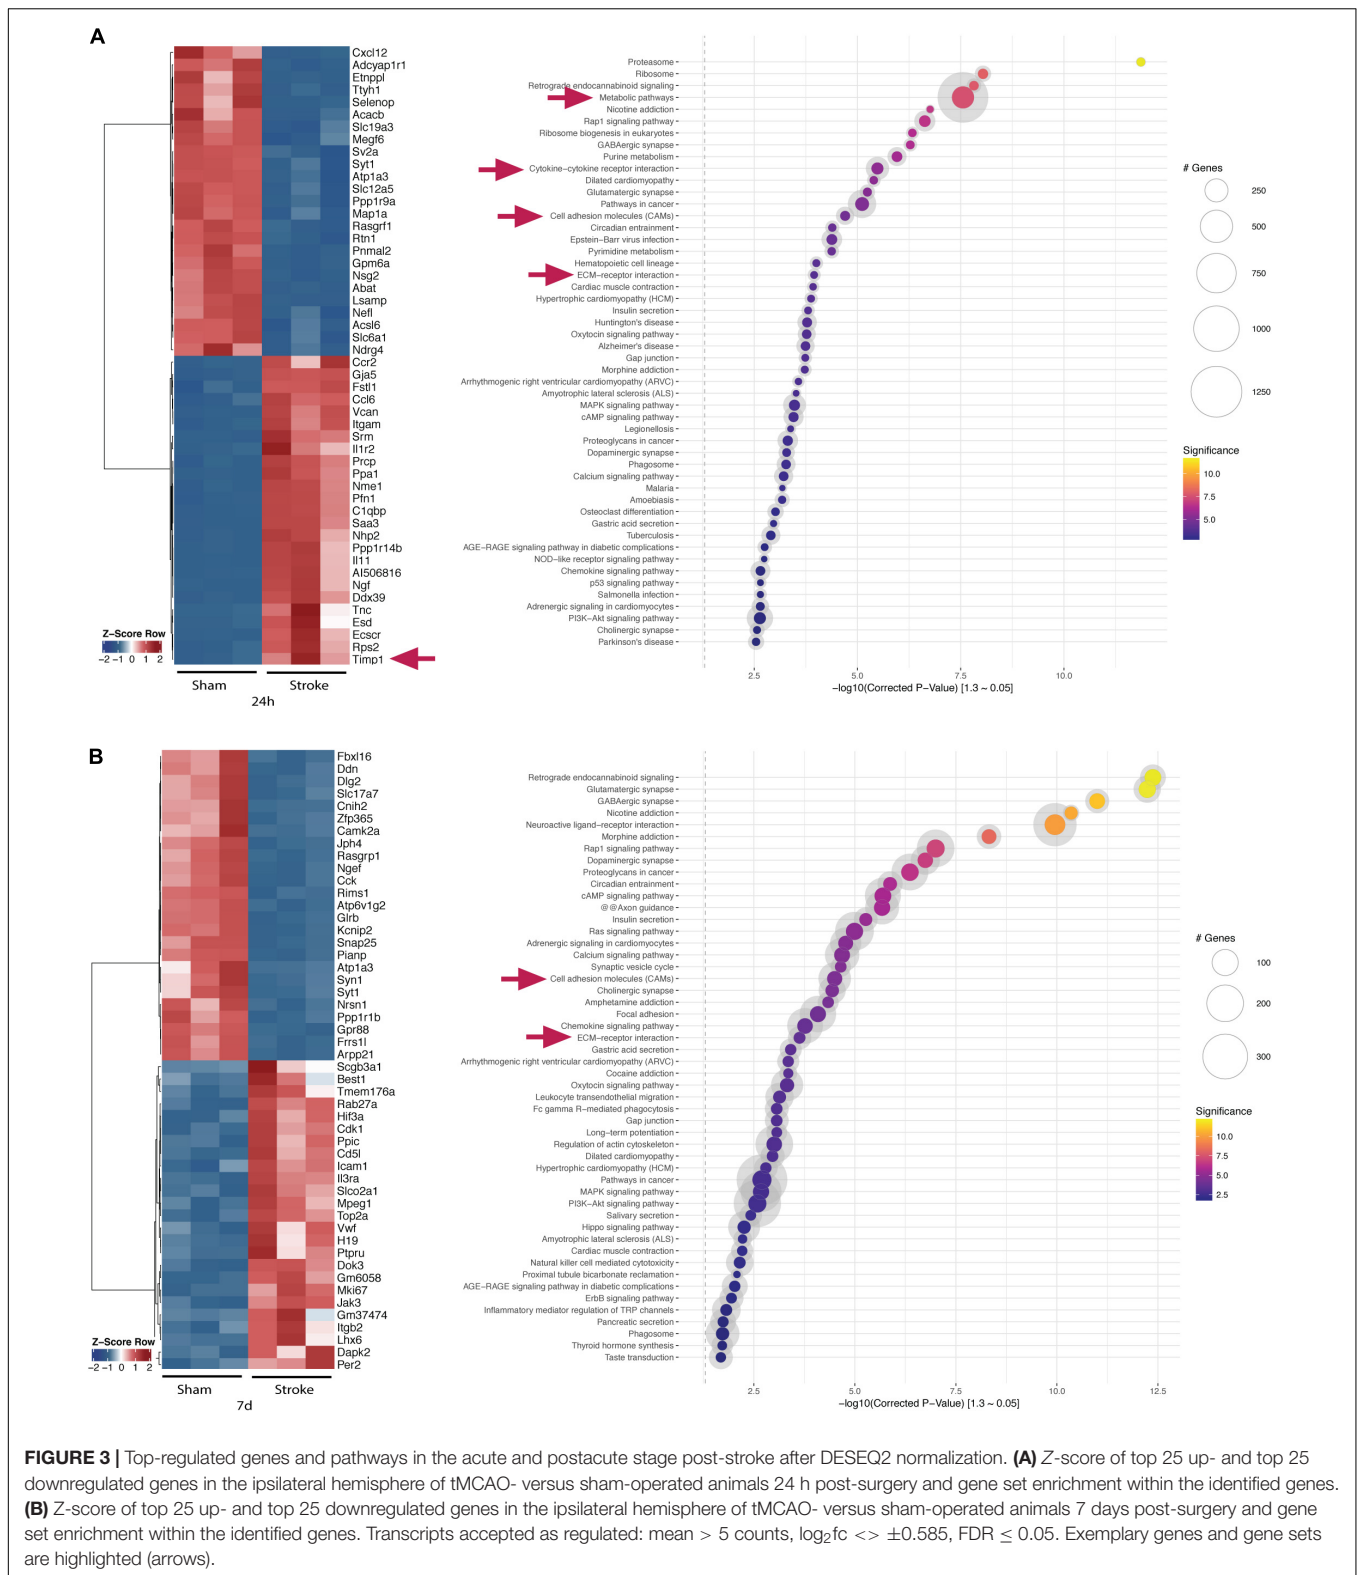 A
Cxcl12
Adcyap1r1
Etnppl
Ttyh1
Selenop
Acacb
Slc19a3
Megf6
Sv2a
Syt1
Atp1a3
Slc12a5
Ppp1r9a
Map1a
Rasgrf1
Rtn1
Pnmal2
Gpm6a
Nsg2
Abat
Lsamp
Nefl
Acsl6
Slc6a1
Ndrg4
Ccr2
Gja5
Fstl1
Ccl6
Vcan
Itgam
Srm
Il1r2
Prcp
Ppa1
Nme1
Pfn1
C1qbp
Saa3
Nhp2
Ppp1r14b
Il11
AI506816
Ngf
Ddx39
Tnc
Esd
Ecscr
Rps2
Timp1
Z-Score Row
-2 -1 0 1 2
Sham Stroke
24h
Proteasome
Ribosome
Retrograde endocannabinoid signaling
Metabolic pathways
Nicotine addiction
Rap1 signaling pathway
Ribosome biogenesis in eukaryotes
GABAergic synapse
Purine metabolism
Cytokine-cytokine receptor interaction
Dilated cardiomyopathy
Glutamatergic synapse
Pathways in cancer
Cell adhesion molecules (CAMs)
Circadian entrainment
Epstein-Barr virus infection
Pyrimidine metabolism
Hematopoietic cell lineage
ECM-receptor interaction
Cardiac muscle contraction
Hypertrophic cardiomyopathy (HCM)
Insulin secretion
Huntington's disease
Oxytocin signaling pathway
Alzheimer's disease
Gap junction
Morphine addiction
Arrhythmogenic right ventricular cardiomyopathy (ARVC)
Amyotrophic lateral sclerosis (ALS)
MAPK signaling pathway
cAMP signaling pathway
Legionellosis
Proteoglycans in cancer
Dopaminergic synapse
Phagosome
Calcium signaling pathway
Malaria
Amoebiasis
Osteoclast differentiation
Gastric acid secretion
Tuberculosis
AGE-RAGE signaling pathway in diabetic complications
NOD-like receptor signaling pathway
Chemokine signaling pathway
p53 signaling pathway
Salmonella infection
Adrenergic signaling in cardiomyocytes
PI3K-Akt signaling pathway
Cholinergic synapse
Parkinson's disease
2.5 5.0 7.5 10.0
-log10(Corrected P-Value) [1.3 ~ 0.05]
# Genes
250
500
750
1000
1250
Significance
10.0
7.5
5.0
B
Fbxl16
Ddn
Dlg2
Slc17a7
Cnih2
Zfp365
Camk2a
Jph4
Rasgrp1
Ngef
Cck
Rims1
Atp6v1g2
Glrb
Kcnip2
Snap25
Pianp
Atp1a3
Syn1
Syt1
Nrsn1
Ppp1r1b
Gpr88
Frrs1l
Arpp21
Scgb3a1
Best1
Tmem176a
Rab27a
Hif3a
Cdk1
Ppic
Cd5l
Icam1
Il3ra
Slco2a1
Mpeg1
Top2a
Vwf
H19
Ptpru
Dok3
Gm6058
Mki67
Jak3
Gm37474
Itgb2
Lhx6
Dapk2
Per2
Z-Score Row
-2 -1 0 1 2
Sham Stroke
7d
Retrograde endocannabinoid signaling
Glutamatergic synapse
GABAergic synapse
Nicotine addiction
Neuroactive ligand-receptor interaction
Morphine addiction
Rap1 signaling pathway
Dopaminergic synapse
Proteoglycans in cancer
Circadian entrainment
cAMP signaling pathway
@@Axon guidance
Insulin secretion
Ras signaling pathway
Adrenergic signaling in cardiomyocytes
Calcium signaling pathway
Synaptic vesicle cycle
Cell adhesion molecules (CAMs)
Cholinergic synapse
Amphetamine addiction
Focal adhesion
Chemokine signaling pathway
ECM-receptor interaction
Gastric acid secretion
Arrhythmogenic right ventricular cardiomyopathy (ARVC)
Cocaine addiction
Oxytocin signaling pathway
Leukocyte transendothelial migration
Fc gamma R-mediated phagocytosis
Gap junction
Long-term potentiation
Regulation of actin cytoskeleton
Dilated cardiomyopathy
Hypertrophic cardiomyopathy (HCM)
Pathways in cancer
MAPK signaling pathway
PI3K-Akt signaling pathway
Salivary secretion
Hippo signaling pathway
Amyotrophic lateral sclerosis (ALS)
Cardiac muscle contraction
Natural killer cell mediated cytotoxicity
Proximal tubule bicarbonate reclamation
AGE-RAGE signaling pathway in diabetic complications
ErbB signaling pathway
Inflammatory mediator regulation of TRP channels
Pancreatic secretion
Phagosome
Thyroid hormone synthesis
Taste transduction
2.5 5.0 7.5 10.0 12.5
-log10(Corrected P-Value) [1.3 ~ 0.05]
# Genes
100
200
300
Significance
10.0
7.5
5.0
2.5
FIGURE 3 | Top-regulated genes and pathways in the acute and postacute stage post-stroke after DESEQ2 normalization. (A) Z-score of top 25 up- and top 25
downregulated genes in the ipsilateral hemisphere of tMCAO- versus sham-operated animals 24 h post-surgery and gene set enrichment within the identified genes.
(B) Z-score of top 25 up- and top 25 downregulated genes in the ipsilateral hemisphere of tMCAO- versus sham-operated animals 7 days post-surgery and gene
set enrichment within the identified genes. Transcripts accepted as regulated: mean > 5 counts, log2fc <> ±0.585, FDR ≤ 0.05. Exemplary genes and gene sets
are highlighted (arrows).